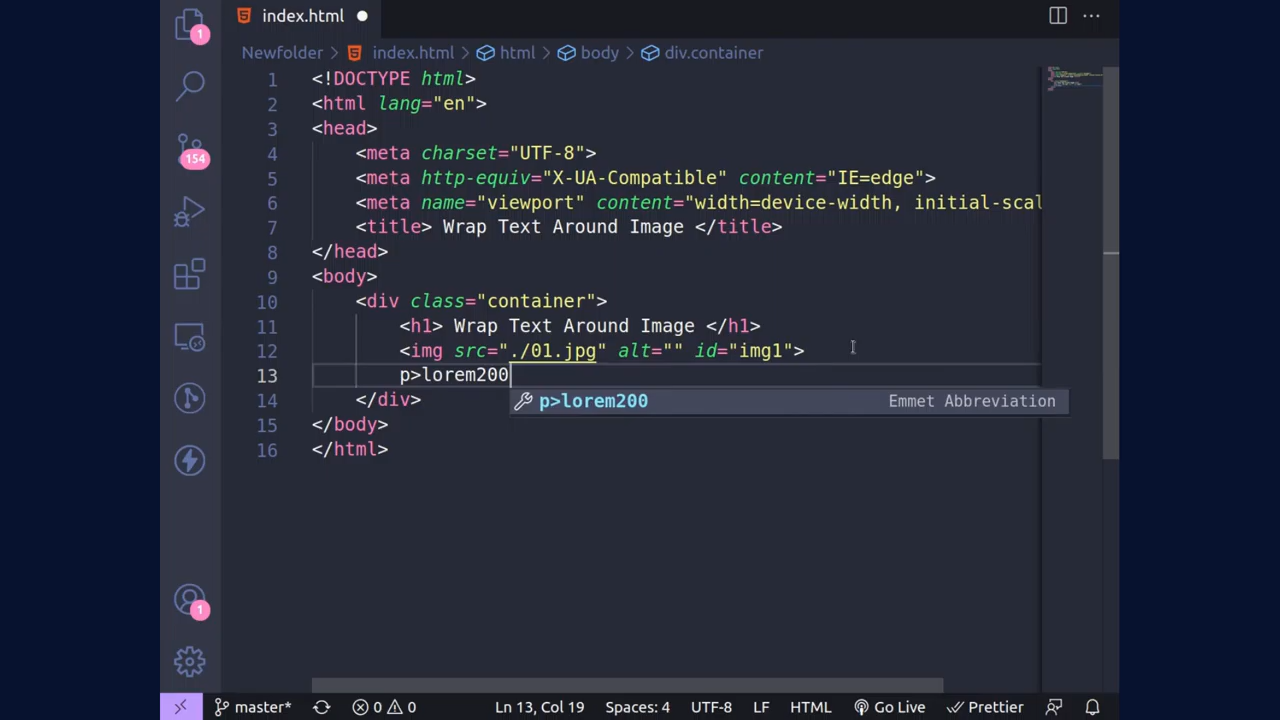 index.html
1
Newfolder > index.html > html > body > div.container
1 <!DOCTYPE html>
2 <html lang="en">
3 <head>
4 <meta charset="UTF-8">
5 <meta http-equiv="X-UA-Compatible" content="IE=edge">
6 <meta name="viewport" content="width=device-width, initial-scal
7 <title> Wrap Text Around Image </title>
8 </head>
9 <body>
10 <div class="container">
11 <h1> Wrap Text Around Image </h1>
12 <img src="./01.jpg" alt="" id="img1">
13 p>lorem200
p>lorem200 Emmet Abbreviation
14 </div>
15 </body>
16 </html>
154
1
master* 0 0 Ln 13, Col 19 Spaces: 4 UTF-8 LF HTML Go Live Prettier